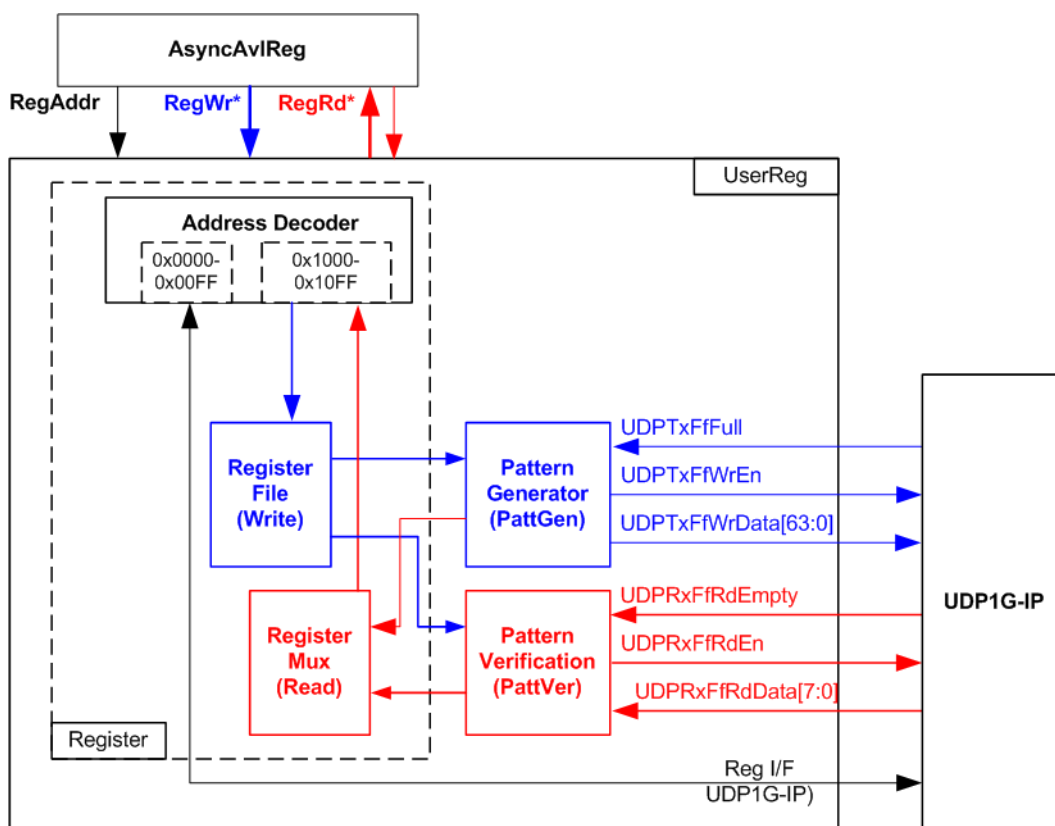 AsyncAvlReg
RegAddr
RegWr*
RegRd*
UserReg
Address Decoder
0x0000-
0x00FF
0x1000-
0x10FF
Register
File
(Write)
Pattern
Generator
(PattGen)
UDPTxFfFull
UDPTxFfWrEn
UDPTxFfWrData[63:0]
Register
Mux
(Read)
Pattern
Verification
(PattVer)
UDPRxFfRdEmpty
UDPRxFfRdEn
UDPRxFfRdData[7:0]
UDP1G-IP
Register
Reg I/F
UDP1G-IP)